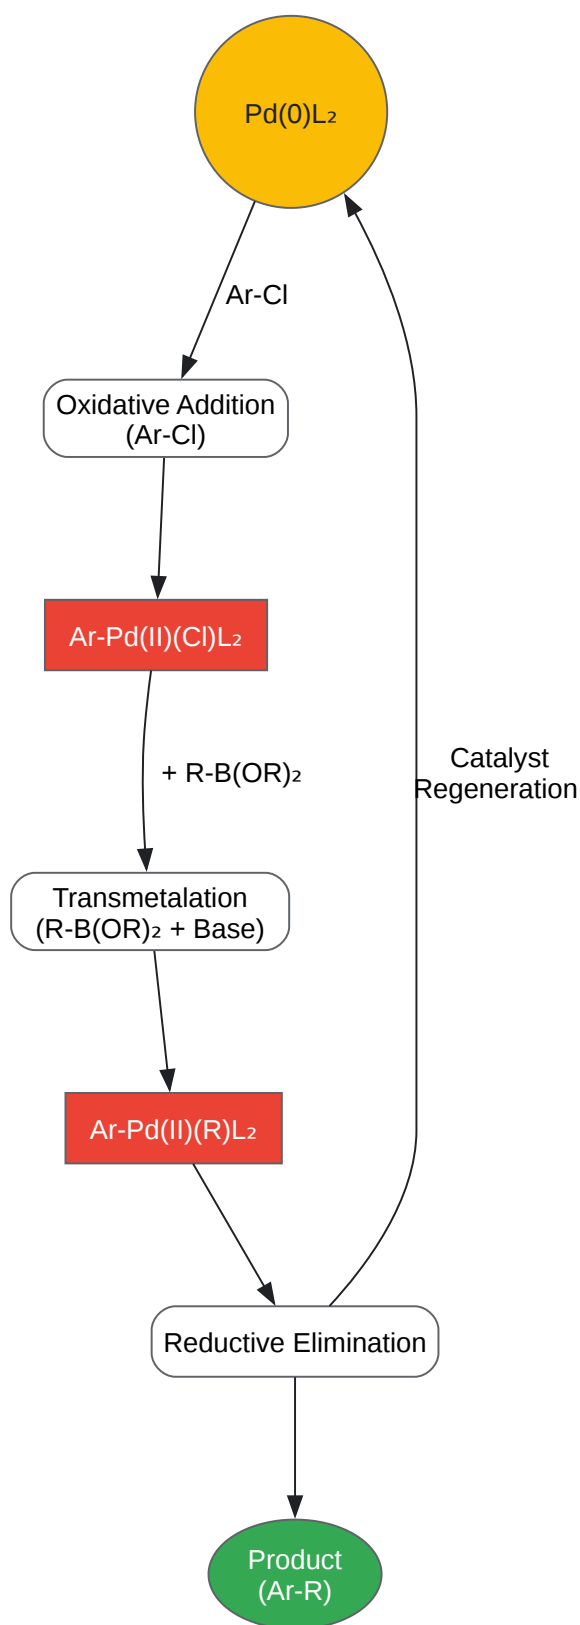 Pd(0)L₂
Ar-Cl
Oxidative Addition
(Ar-Cl)
Ar-Pd(II)(Cl)L₂
Catalyst
Regeneration
+ R-B(OR)₂
Transmetalation
(R-B(OR)₂ + Base)
Ar-Pd(II)(R)L₂
Reductive Elimination
Product
(Ar-R)